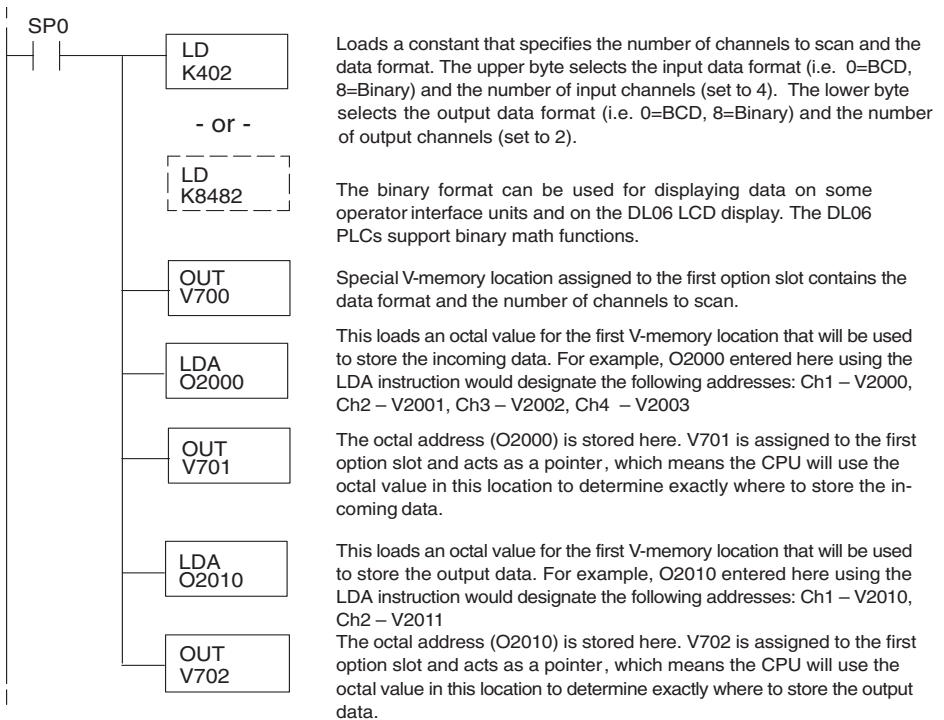 SP0
LD
K402
Loads a constant that specifies the number of channels to scan and the
data format. The upper byte selects the input data format (i.e. 0=BCD,
8=Binary) and the number of input channels (set to 4). The lower byte
selects the output data format (i.e. 0=BCD, 8=Binary) and the number
of output channels (set to 2).
- or -
LD
K8482
The binary format can be used for displaying data on some
operator interface units and on the DL06 LCD display. The DL06
PLCs support binary math functions.
OUT
V700
Special V-memory location assigned to the first option slot contains the
data format and the number of channels to scan.
LDA
O2000
This loads an octal value for the first V-memory location that will be used
to store the incoming data. For example, O2000 entered here using the
LDA instruction would designate the following addresses: Ch1 – V2000,
Ch2 – V2001, Ch3 – V2002, Ch4 – V2003
OUT
V701
The octal address (O2000) is stored here. V701 is assigned to the first
option slot and acts as a pointer, which means the CPU will use the
octal value in this location to determine exactly where to store the in-
coming data.
LDA
O2010
This loads an octal value for the first V-memory location that will be used
to store the output data. For example, O2010 entered here using the
LDA instruction would designate the following addresses: Ch1 – V2010,
Ch2 – V2011
OUT
V702
The octal address (O2010) is stored here. V702 is assigned to the first
option slot and acts as a pointer, which means the CPU will use the
octal value in this location to determine exactly where to store the output
data.